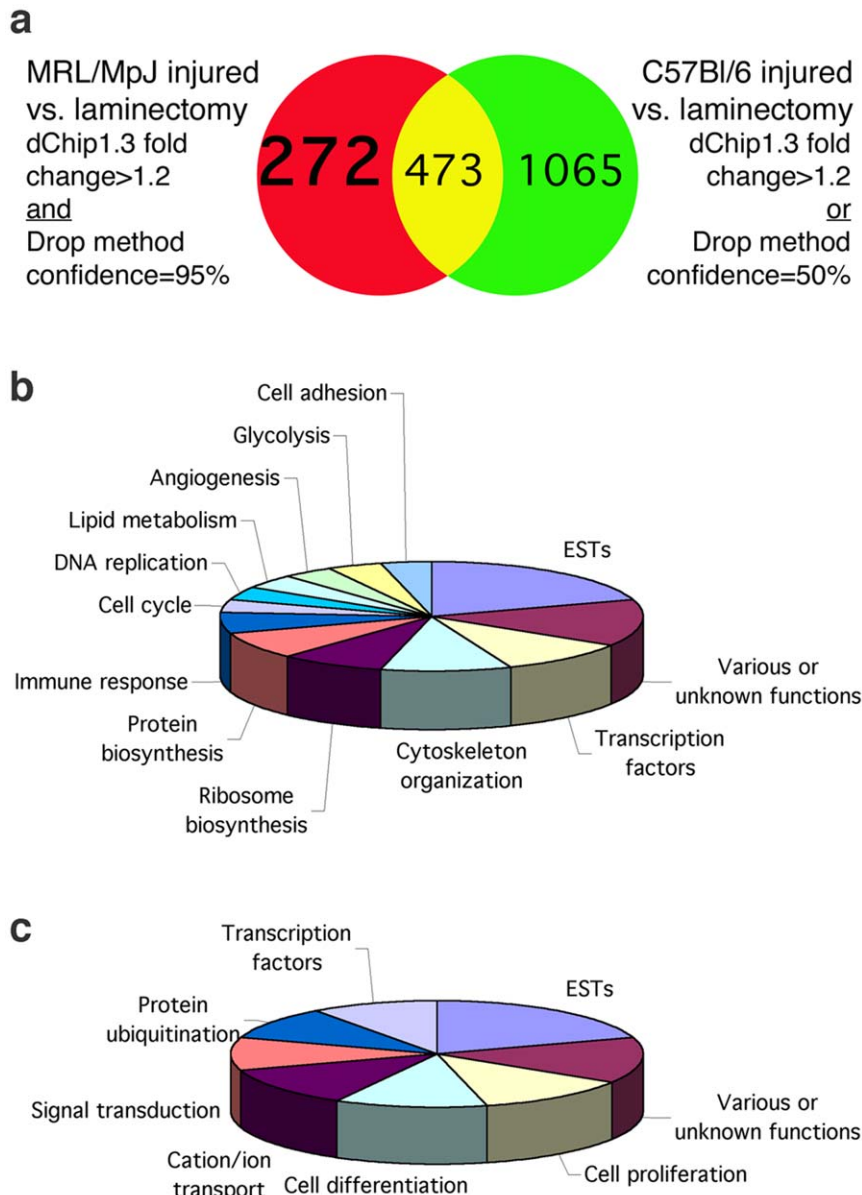 a
MRL/MpJ injured
vs. laminectomy
dChip1.3 fold
change>1.2
and
Drop method
confidence=95%
272
473
1065
C57Bl/6 injured
vs. laminectomy
dChip1.3 fold
change>1.2
or
Drop method
confidence=50%
b
Cell adhesion
Glycolysis
Angiogenesis
Lipid metabolism
DNA replication
Cell cycle
Immune response
Protein
biosynthesis
Ribosome
biosynthesis
Cytoskeleton
organization
Transcription
factors
Various or
unknown functions
ESTs
c
Transcription
factors
Protein
ubiquitination
Signal transduction
Cation/ion
transport
Cell differentiation
Cell proliferation
Various or
unknown functions
ESTs